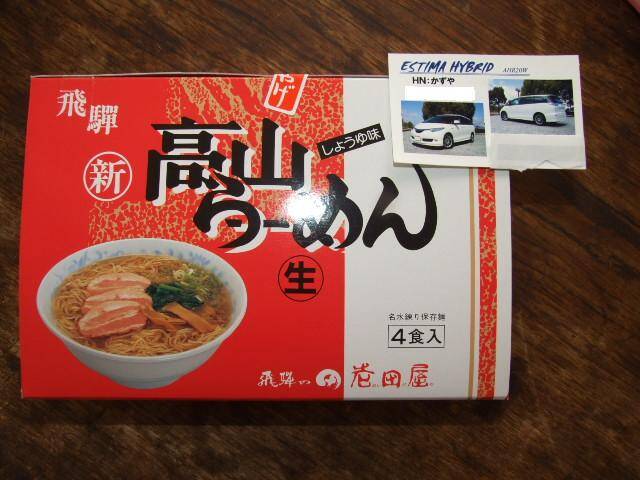 ESTIMA HYBRID AHR20W
HN:かずや
飛騨
新
高山
らーめん
しょうゆ味
生
名水練り保存麺
4食入
飛騨の
老田屋